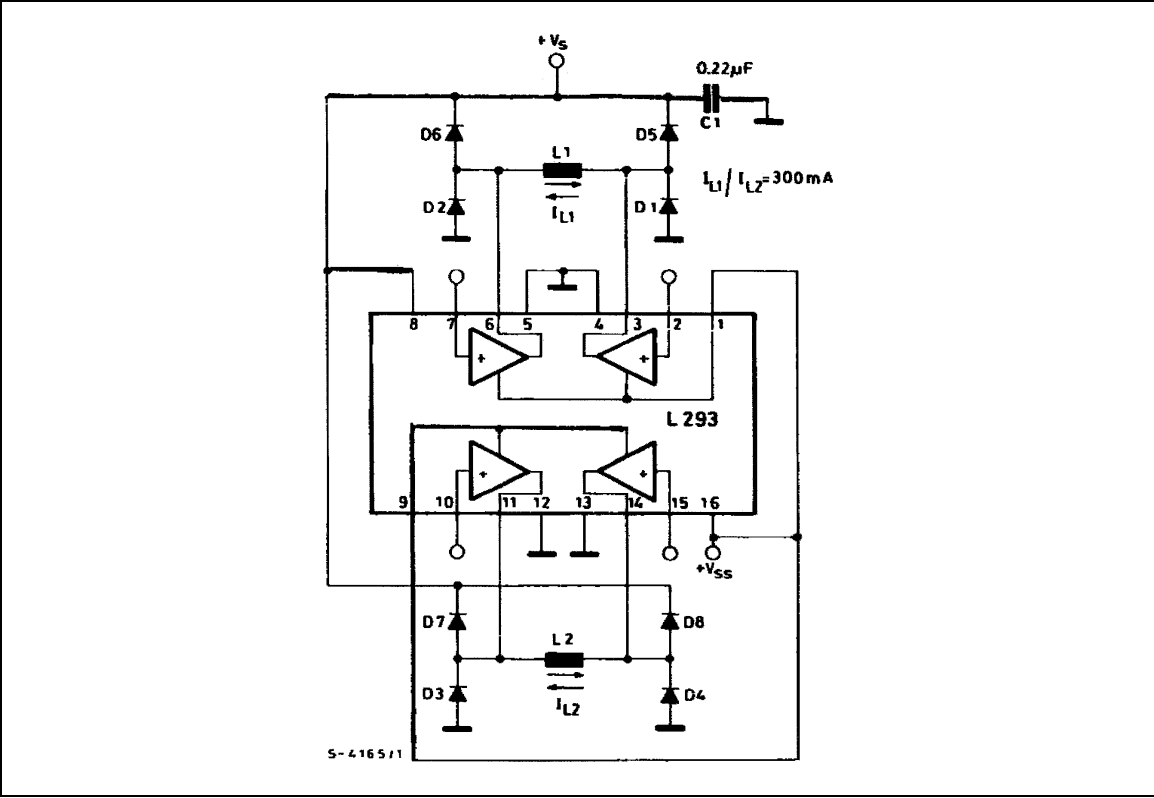 +VS
0.22µF
C1
D6
D5
L1
IL1/IL2=300mA
D2
IL1
D1
8 7 6 5 4 3 2 1
+ +
L 293
+ +
9 10 11 12 13 14 15 16
+VSS
D7
L2
D8
D3
IL2
D4
S-4165/1